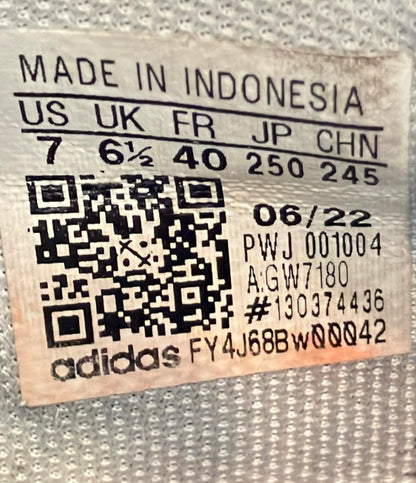 MADE IN INDONESIA
US UK FR JP CHN
7 6½ 40 250 245
06/22
PWJ 001004
A:GW7180
#130374436
adidas FY4J68Bw00042